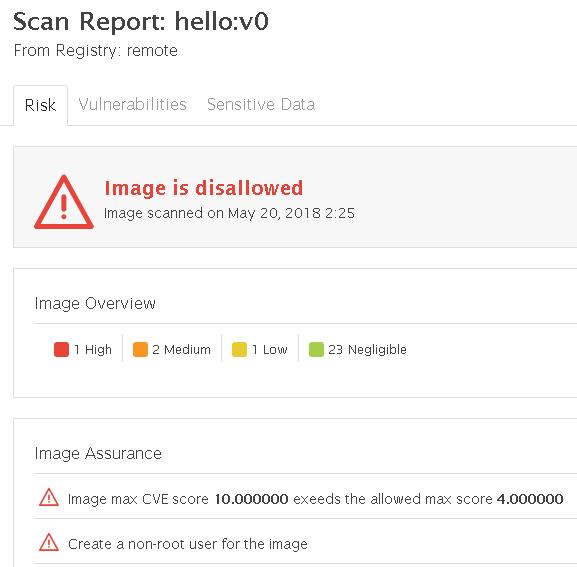 Scan Report: hello:v0
From Registry: remote
Risk Vulnerabilities Sensitive Data
Image is disallowed
Image scanned on May 20, 2018 2:25
Image Overview
1 High 2 Medium 1 Low 23 Negligible
Image Assurance
Image max CVE score 10.000000 exceeds the allowed max score 4.000000
Create a non-root user for the image